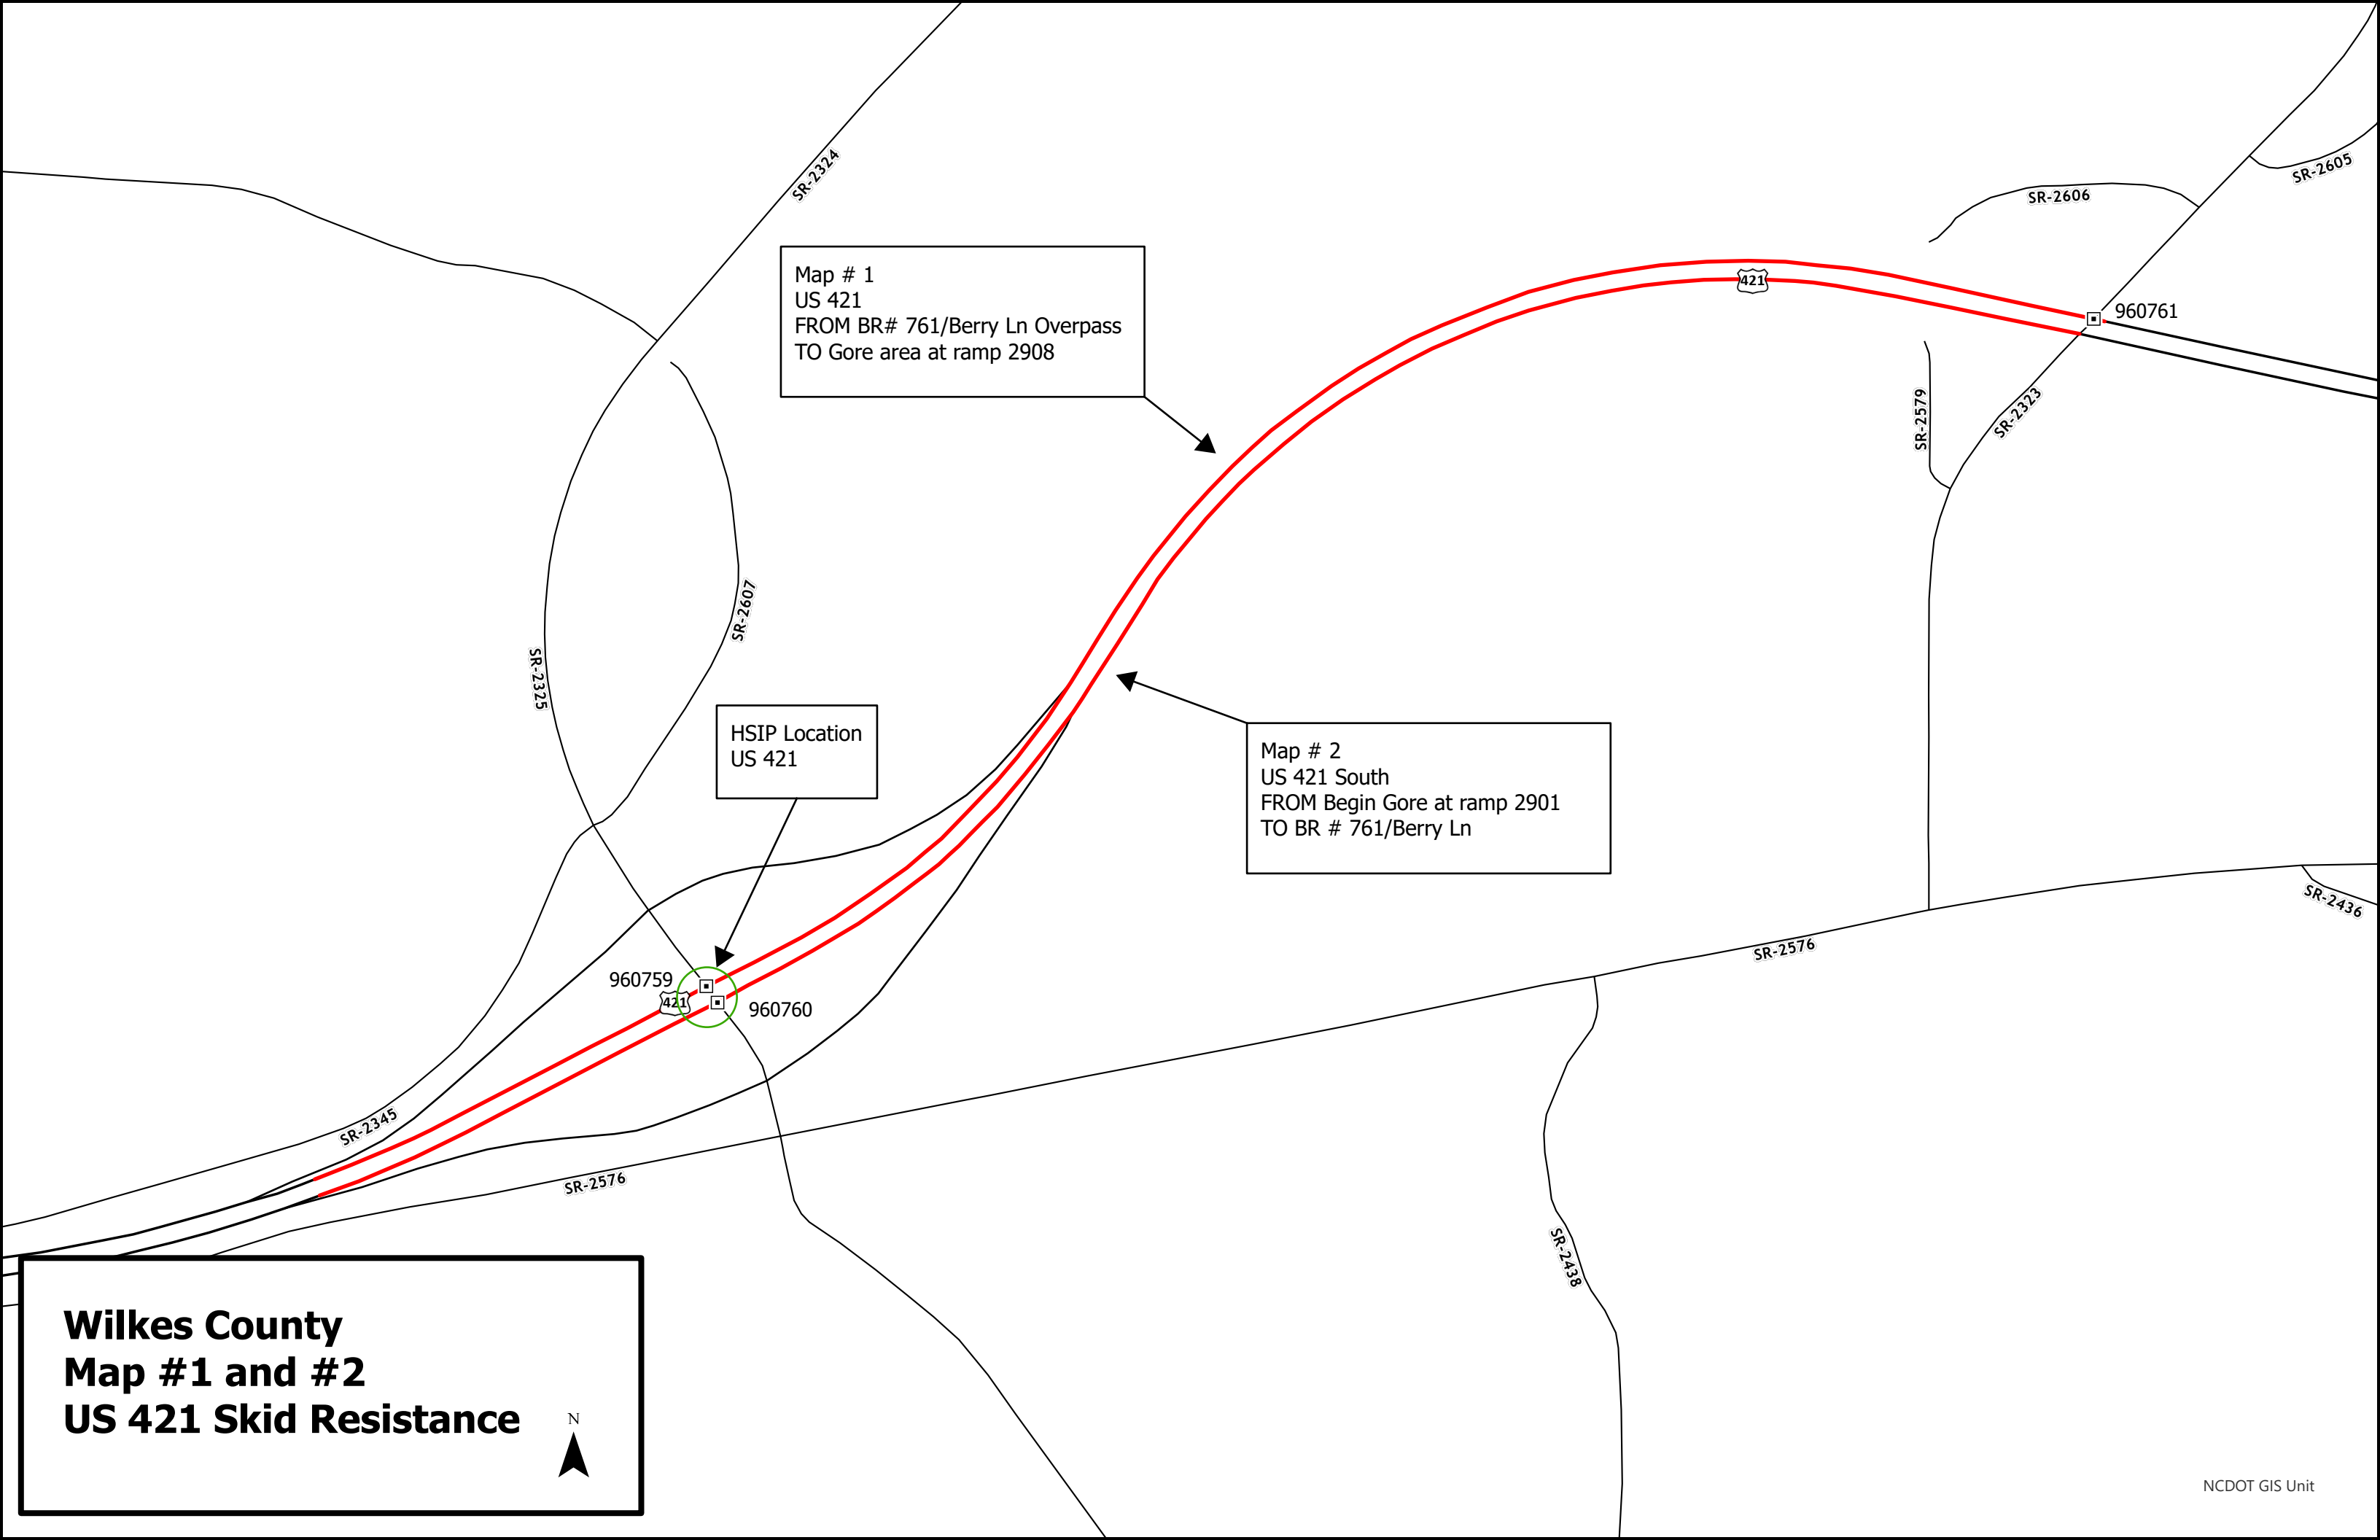 SR-2324
SR-2605
SR-2606
Map # 1
US 421
FROM BR# 761/Berry Ln Overpass
TO Gore area at ramp 2908
421
960761
SR-2579
SR-2323
SR-2607
SR-2325
HSIP Location
US 421
Map # 2
US 421 South
FROM Begin Gore at ramp 2901
TO BR # 761/Berry Ln
SR-2436
SR-2576
960759
421
960760
SR-2345
SR-2576
SR-2438
Wilkes County
Map #1 and #2
US 421 Skid Resistance
N
NCDOT GIS Unit